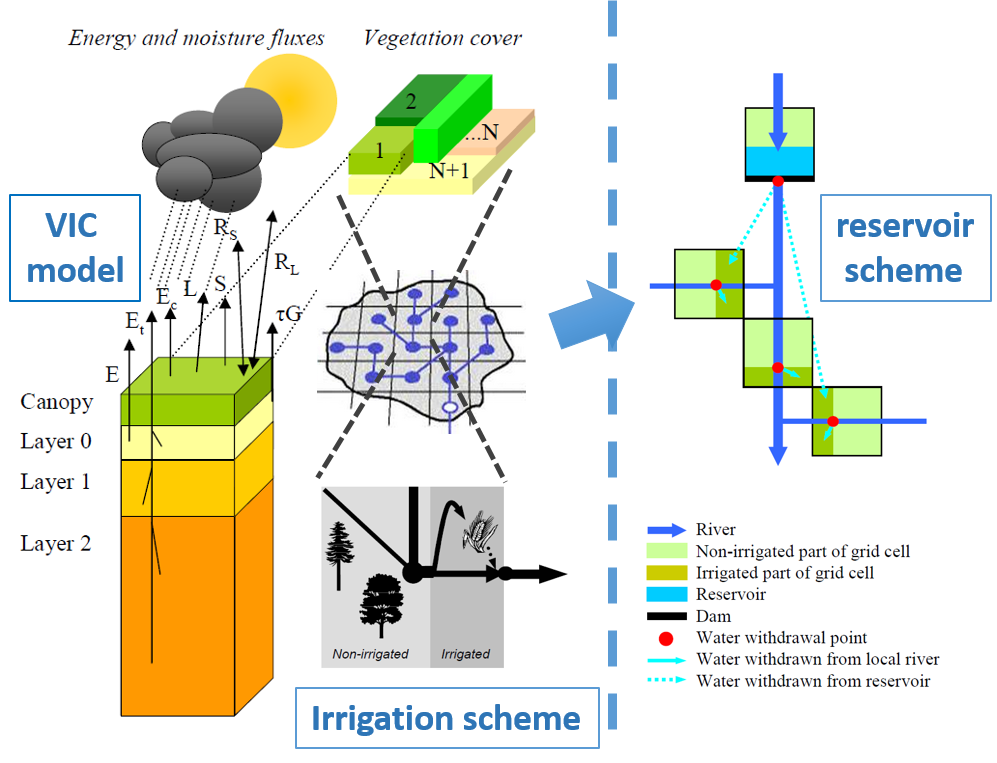 Energy and moisture fluxes
Vegetation cover
2
1
...N
N+1
VIC
model
reservoir
scheme
R_S
R_L
E_c
L
S
E_t
τG
E
Canopy
Layer 0
Layer 1
Layer 2
Non-irrigated
Irrigated
Irrigation scheme
River
Non-irrigated part of grid cell
Irrigated part of grid cell
Reservoir
Dam
Water withdrawal point
Water withdrawn from local river
Water withdrawn from reservoir